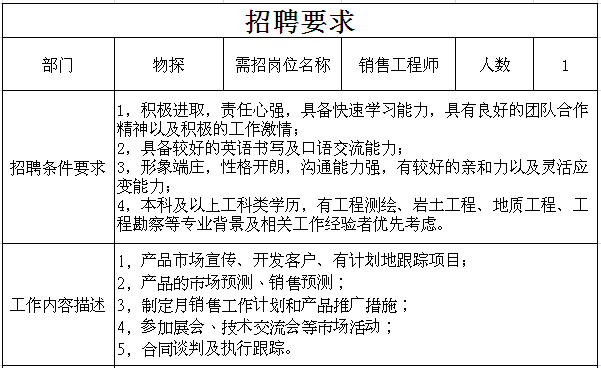 招聘要求
部门 物探 需招岗位名称 销售工程师 人数 1
招聘条件要求
1，积极进取，责任心强，具备快速学习能力，具有良好的团队合作
精神以及积极的工作激情；
2，具备较好的英语书写及口语交流能力；
3，形象端庄，性格开朗，沟通能力强，有较好的亲和力以及灵活应
变能力；
4，本科及以上工科类学历，有工程测绘、岩土工程、地质工程、工
程勘察等专业背景及相关工作经验者优先考虑。
工作内容描述
1，产品市场宣传、开发客户、有计划地跟踪项目；
2，产品的市场预测、销售预测；
3，制定月销售工作计划和产品推广措施；
4，参加展会、技术交流会等市场活动；
5，合同谈判及执行跟踪。